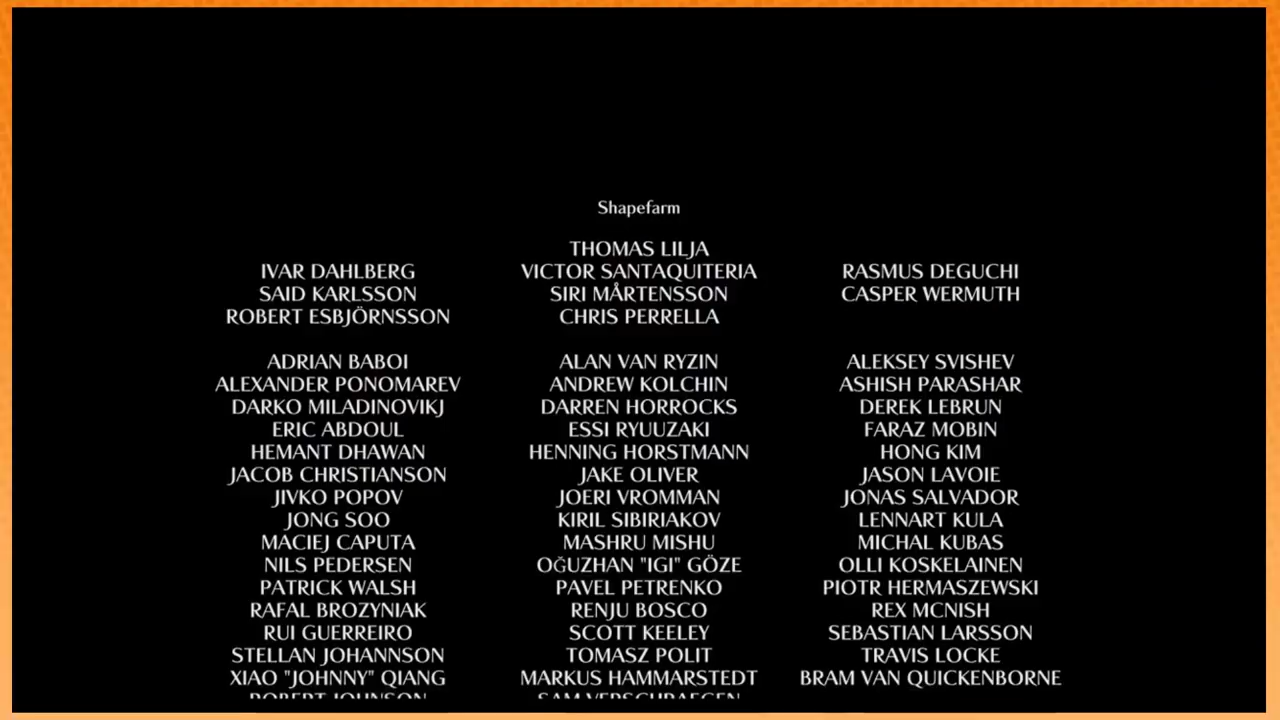 Shapefarm
THOMAS LILJA
IVAR DAHLBERG VICTOR SANTAQUITERIA RASMUS DEGUCHI
SAID KARLSSON SIRI MÅRTENSSON CASPER WERMUTH
ROBERT ESBJÖRNSSON CHRIS PERRELLA
ADRIAN BABOI ALAN VAN RYZIN ALEKSEY SVISHEV
ALEXANDER PONOMAREV ANDREW KOLCHIN ASHISH PARASHAR
DARKO MILADINOVIKJ DARREN HORROCKS DEREK LEBRUN
ERIC ABDOUL ESSI RYUUZAKI FARAZ MOBIN
HEMANT DHAWAN HENNING HORSTMANN HONG KIM
JACOB CHRISTIANSON JAKE OLIVER JASON LAVOIE
JIVKO POPOV JOERI VROMMAN JONAS SALVADOR
JONG SOO KIRIL SIBIRIAKOV LENNART KULA
MACIEJ CAPUTA MASHRU MISHU MICHAL KUBAS
NILS PEDERSEN OĞUZHAN "IGI" GÖZE OLLI KOSKELAINEN
PATRICK WALSH PAVEL PETRENKO PIOTR HERMASZEWSKI
RAFAL BROZYNIAK RENJU BOSCO REX MCNISH
RUI GUERREIRO SCOTT KEELEY SEBASTIAN LARSSON
STELLAN JOHANNSON TOMASZ POLIT TRAVIS LOCKE
XIAO "JOHNNY" QIANG MARKUS HAMMARSTEDT BRAM VAN QUICKENBORNE
ROBERT JOHNSON SAM VERSCHRAEGEN